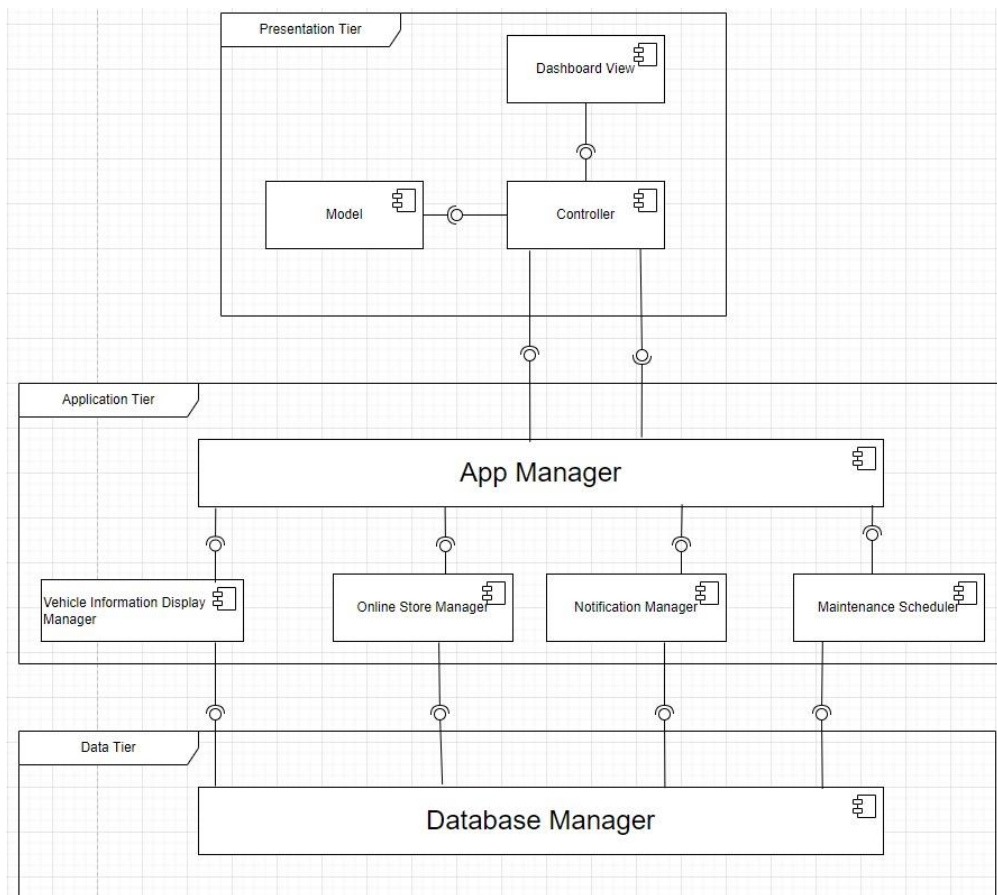 Presentation Tier
Dashboard View
Model
Controller
Application Tier
App Manager
Vehicle Information Display
Manager
Online Store Manager
Notification Manager
Maintenance Scheduler
Data Tier
Database Manager